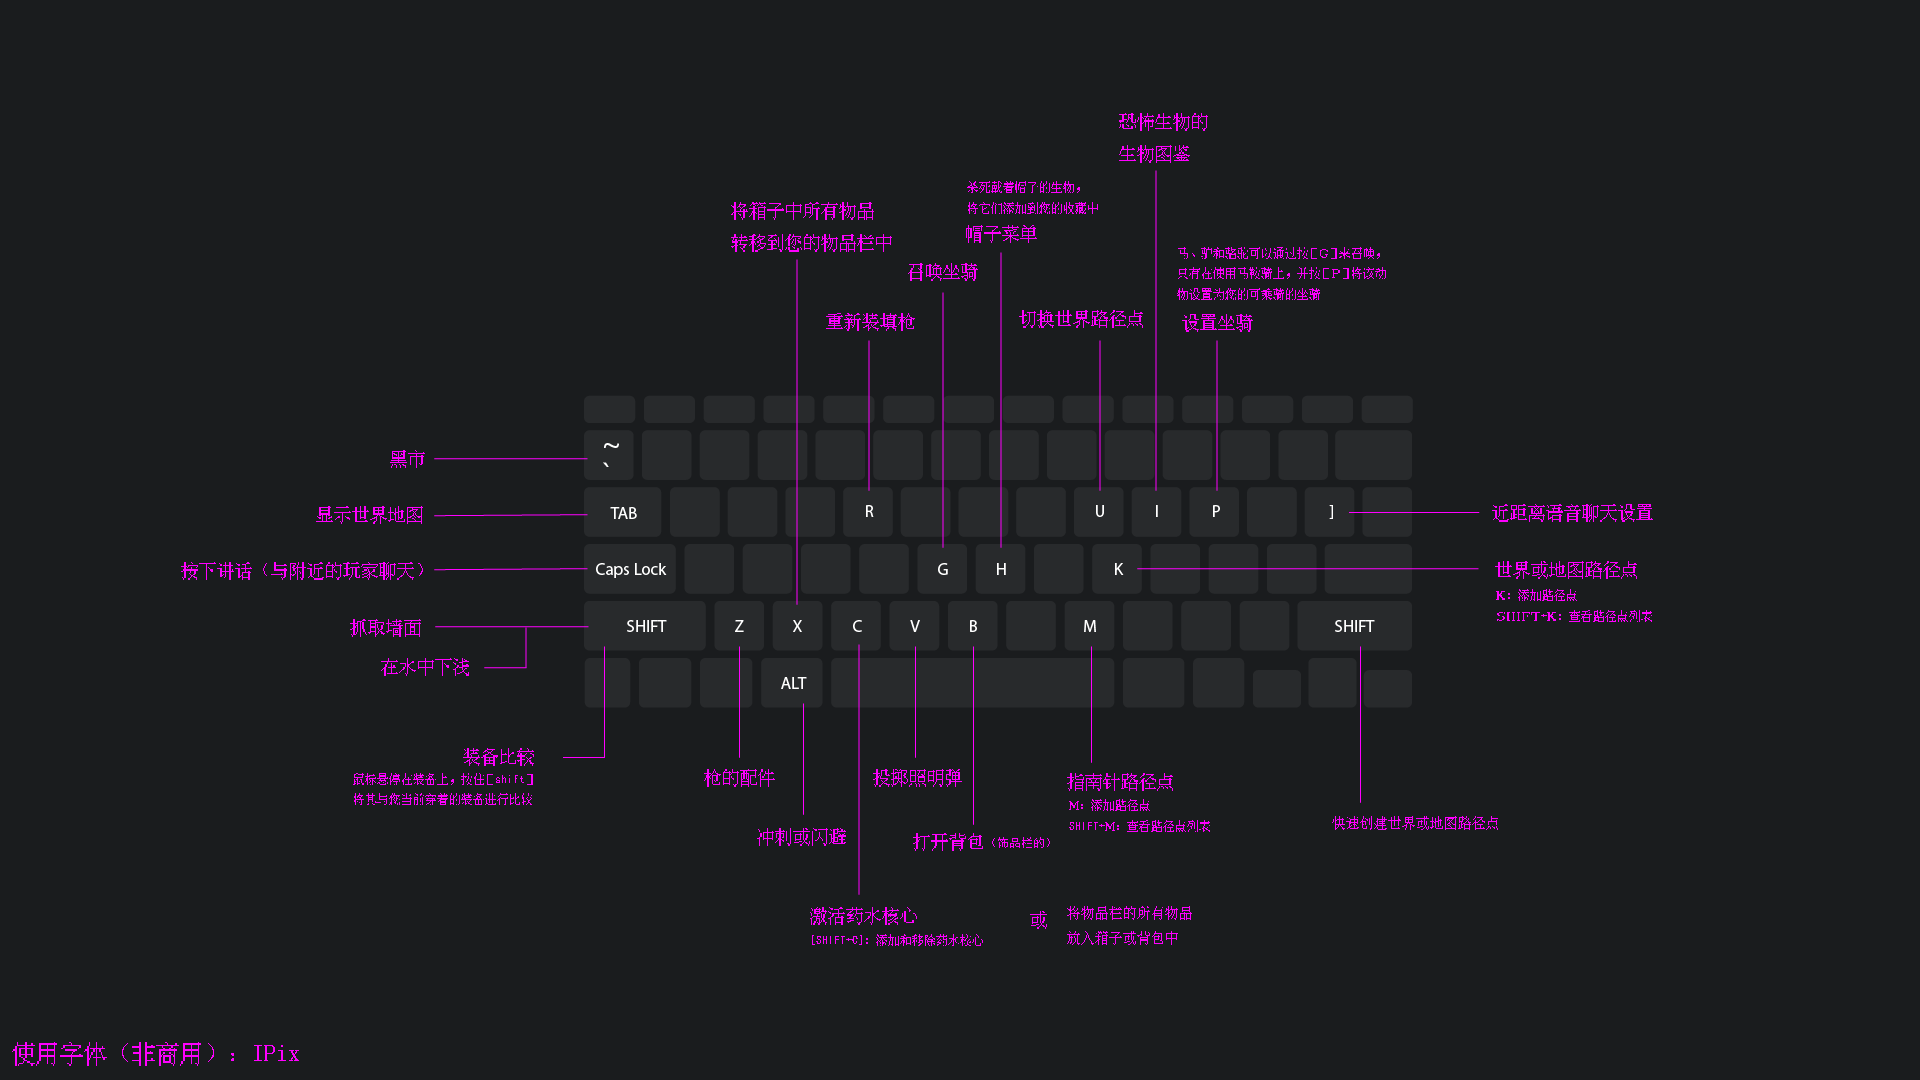 恐怖生物的
生物图鉴
杀死戴着帽子的生物，
将它们添加到您的收藏中
帽子菜单
将箱子中所有物品
转移到您的物品栏中
召唤坐骑
马、驴和骆驼可以通过按[G]来召唤，
只有在使用马鞍骑上，并按[P]将该动
物设置为您的可乘骑的坐骑
设置坐骑
重新装填枪
切换世界路径点
黑市
~
`
显示世界地图
TAB
R
U
I
P
]
近距离语音聊天设置
按下讲话（与附近的玩家聊天）
Caps Lock
G
H
K
世界或地图路径点
K: 添加路径点
SHIFT+K: 查看路径点列表
抓取墙面
SHIFT
Z
X
C
V
B
M
SHIFT
在水中下浅
ALT
装备比较
鼠标悬停在装备上，按住[shift]
将其与您当前穿着的装备进行比较
枪的配件
投掷照明弹
指南针路径点
M: 添加路径点
SHIFT+M: 查看路径点列表
冲刺或闪避
打开背包（饰品栏的）
快速创建世界或地图路径点
激活药水核心
[SHIFT+C]: 添加和移除药水核心
或
将物品栏的所有物品
放入箱子或背包中
使用字体（非商用）：IPix